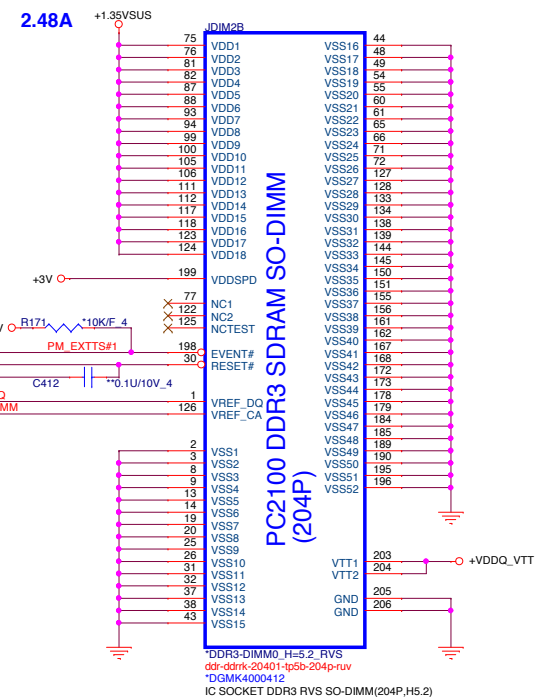 2.48A
+1.35VSUS
JDIM2B
75 VDD1
76 VDD2
81 VDD3
82 VDD4
87 VDD5
88 VDD6
93 VDD7
94 VDD8
99 VDD9
100 VDD10
105 VDD11
106 VDD12
111 VDD13
112 VDD14
117 VDD15
118 VDD16
123 VDD17
124 VDD18
+3V
199 VDDSPD
77 NC1
122 NC2
125 NCTEST
R171 *10K/F_4
PM_EXTTS#1
198 EVENT#
30 RESET#
C412 **0.1U/10V_4
1 VREF_DQ
126 VREF_CA
2 VSS1
3 VSS2
8 VSS3
9 VSS4
13 VSS5
14 VSS6
19 VSS7
20 VSS8
25 VSS9
26 VSS10
31 VSS11
32 VSS12
37 VSS13
38 VSS14
43 VSS15
PC2100 DDR3 SDRAM SO-DIMM
(204P)
VSS16 44
VSS17 48
VSS18 49
VSS19 54
VSS20 55
VSS21 60
VSS22 61
VSS23 65
VSS24 66
VSS25 71
VSS26 72
VSS27 127
VSS28 128
VSS29 133
VSS30 134
VSS31 138
VSS32 139
VSS33 144
VSS34 145
VSS35 150
VSS36 151
VSS37 155
VSS38 156
VSS39 161
VSS40 162
VSS41 167
VSS42 168
VSS43 172
VSS44 173
VSS45 178
VSS46 179
VSS47 184
VSS48 185
VSS49 189
VSS50 190
VSS51 195
VSS52 196
VTT1 203
VTT2 204
+VDDQ_VTT
GND 205
GND 206
*DDR3-DIMM0_H=5.2_RVS
ddr-ddrrk-20401-tp5b-204p-ruv
*DGMK4000412
IC SOCKET DDR3 RVS SO-DIMM(204P,H5.2)